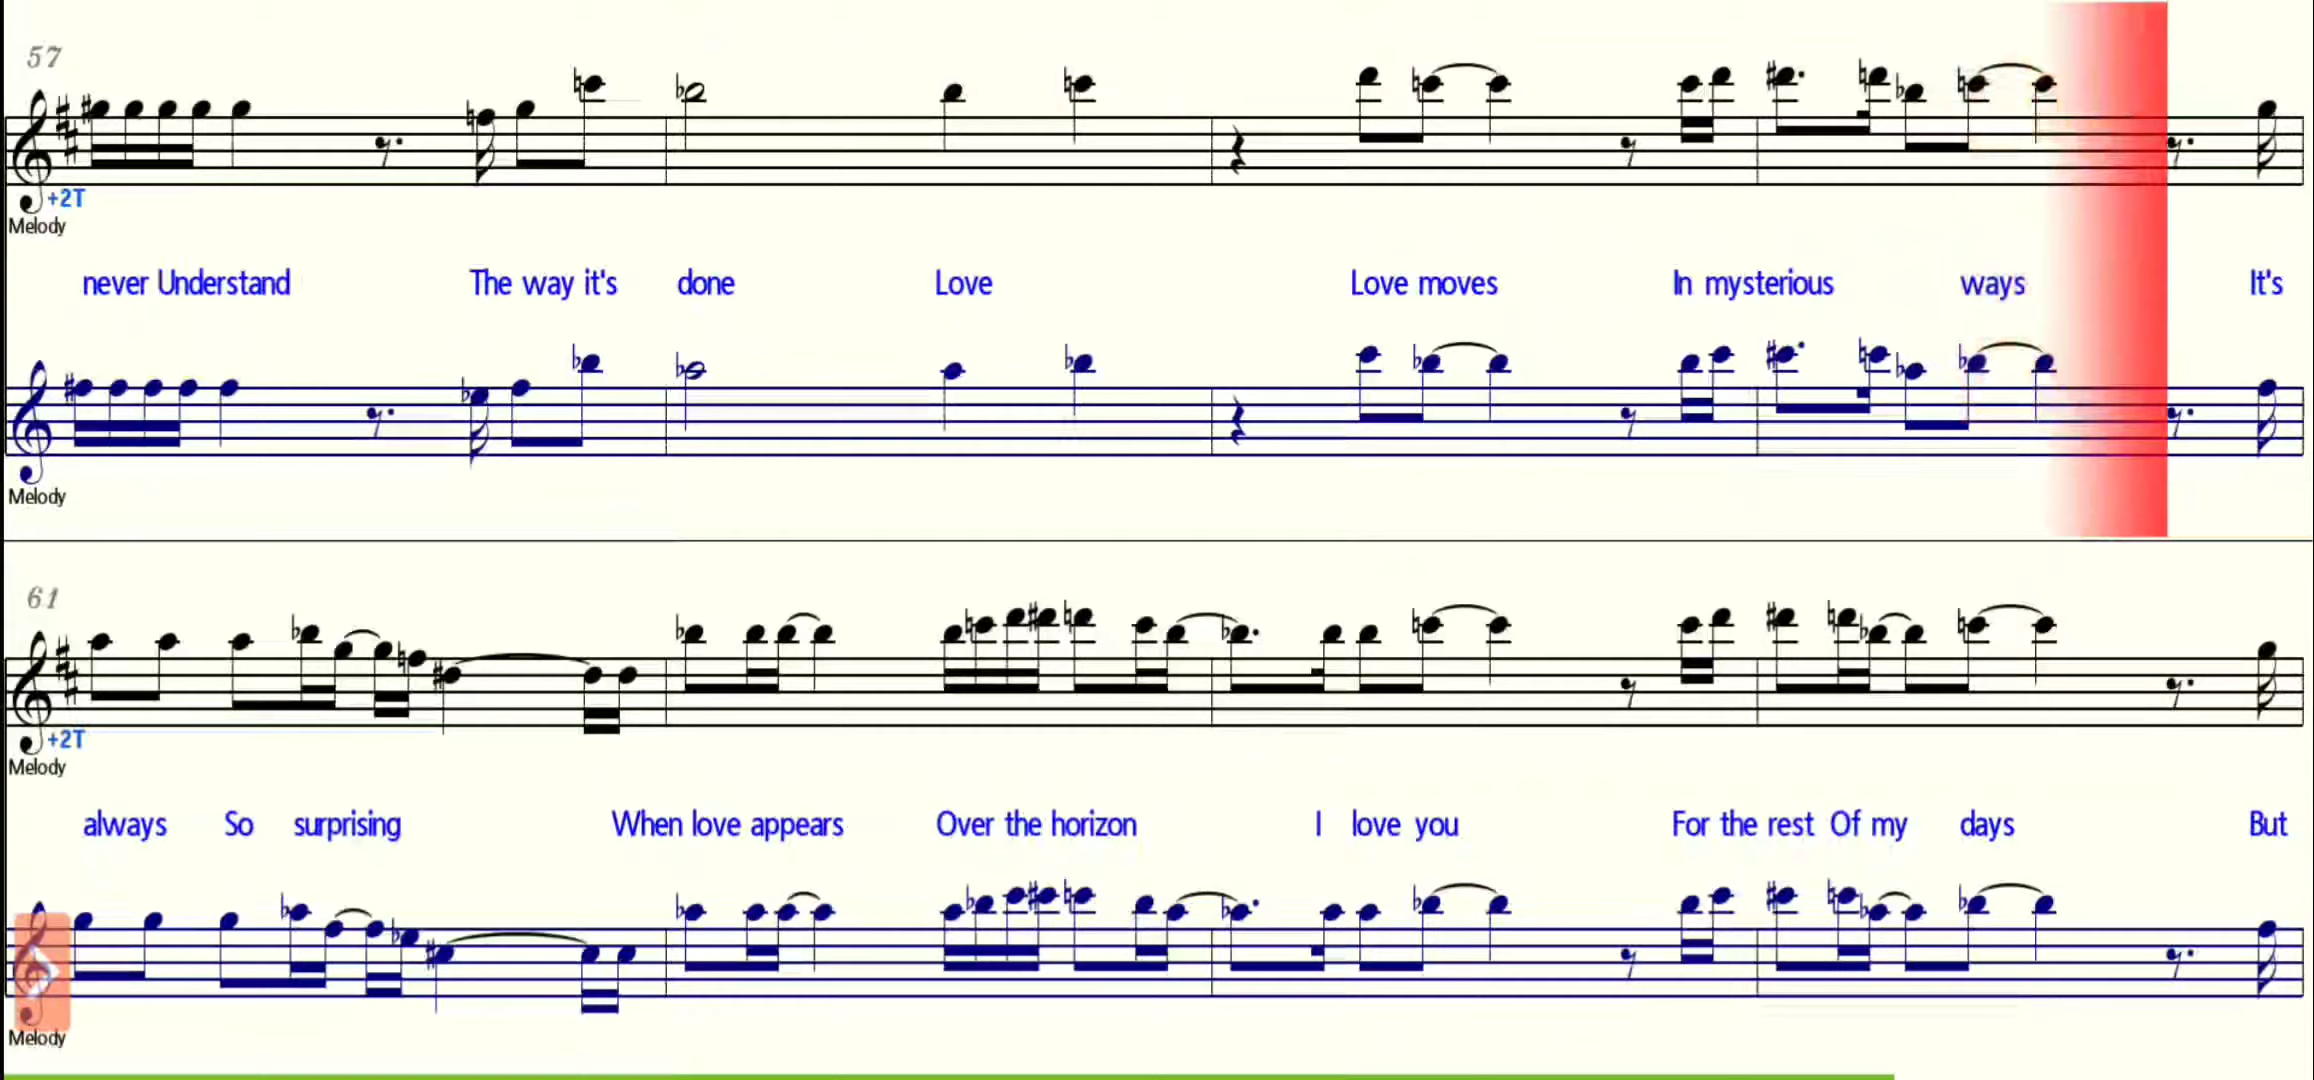 57
+2T
Melody
never Understand The way it's done Love Love moves In mysterious ways It's
Melody
61
+2T
Melody
always So surprising When love appears Over the horizon I love you For the rest Of my days But
Melody